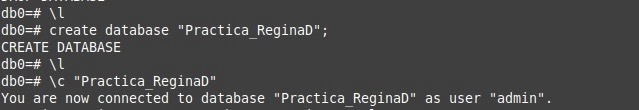 db0=# \l
db0=# create database "Practica_ReginaD";
CREATE DATABASE
db0=# \l
db0=# \c "Practica_ReginaD"
You are now connected to database "Practica_ReginaD" as user "admin".